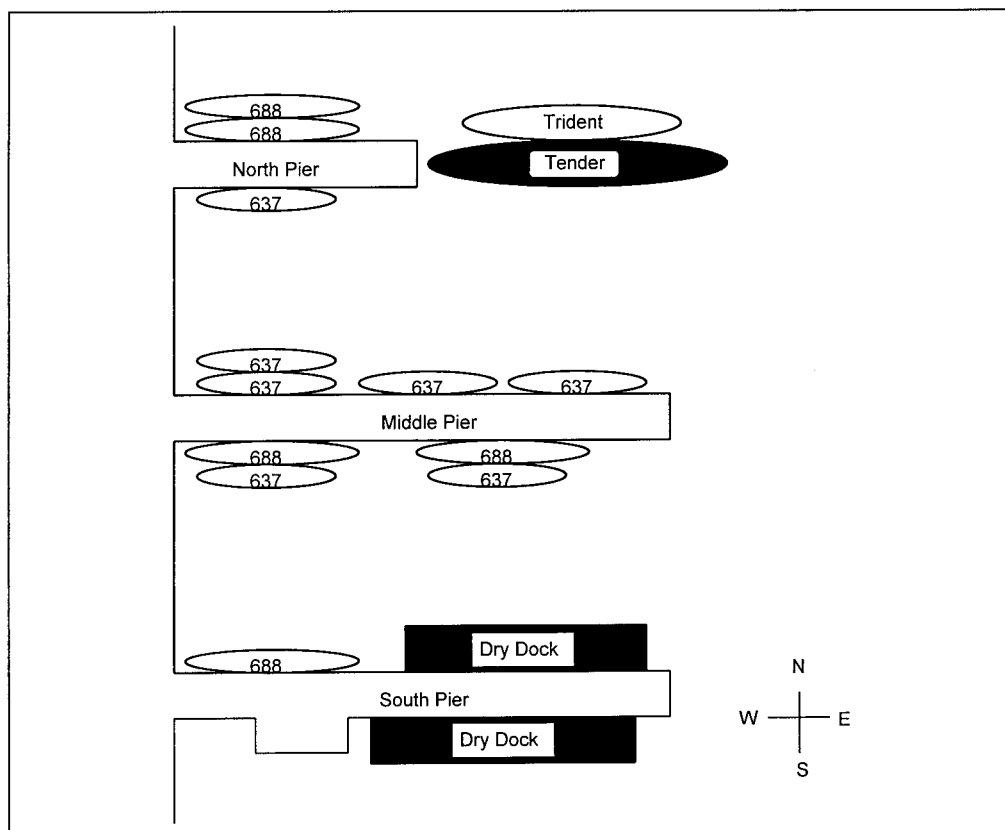 688
688
Trident
North Pier
Tender
637
637
637
637
637
Middle Pier
688
688
637
637
Dry Dock
688
South Pier
N
W
E
Dry Dock
S